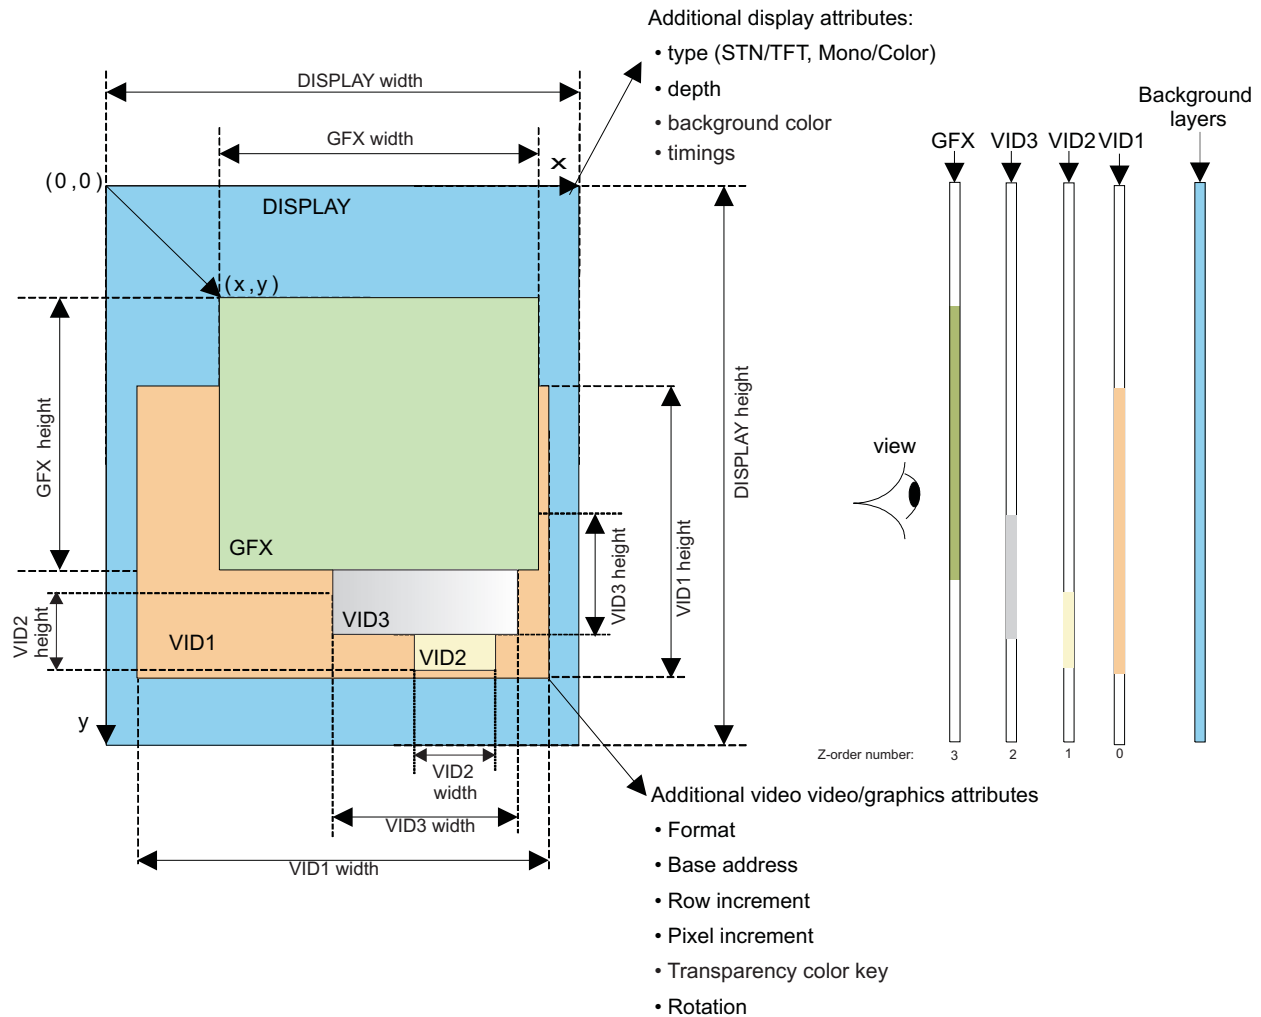 Additional display attributes:
• type (STN/TFT, Mono/Color)
• depth
• background color
• timings
DISPLAY width
GFX width
x
(0,0)
DISPLAY
(x,y)
GFX height
GFX
VID2
height
VID3
VID1
VID2
VID3 height
VID1 height
DISPLAY height
y
VID2
width
VID3 width
VID1 width
Background
layers
GFX
VID3
VID2
VID1
view
Z-order number:
3
2
1
0
Additional video video/graphics attributes
• Format
• Base address
• Row increment
• Pixel increment
• Transparency color key
• Rotation